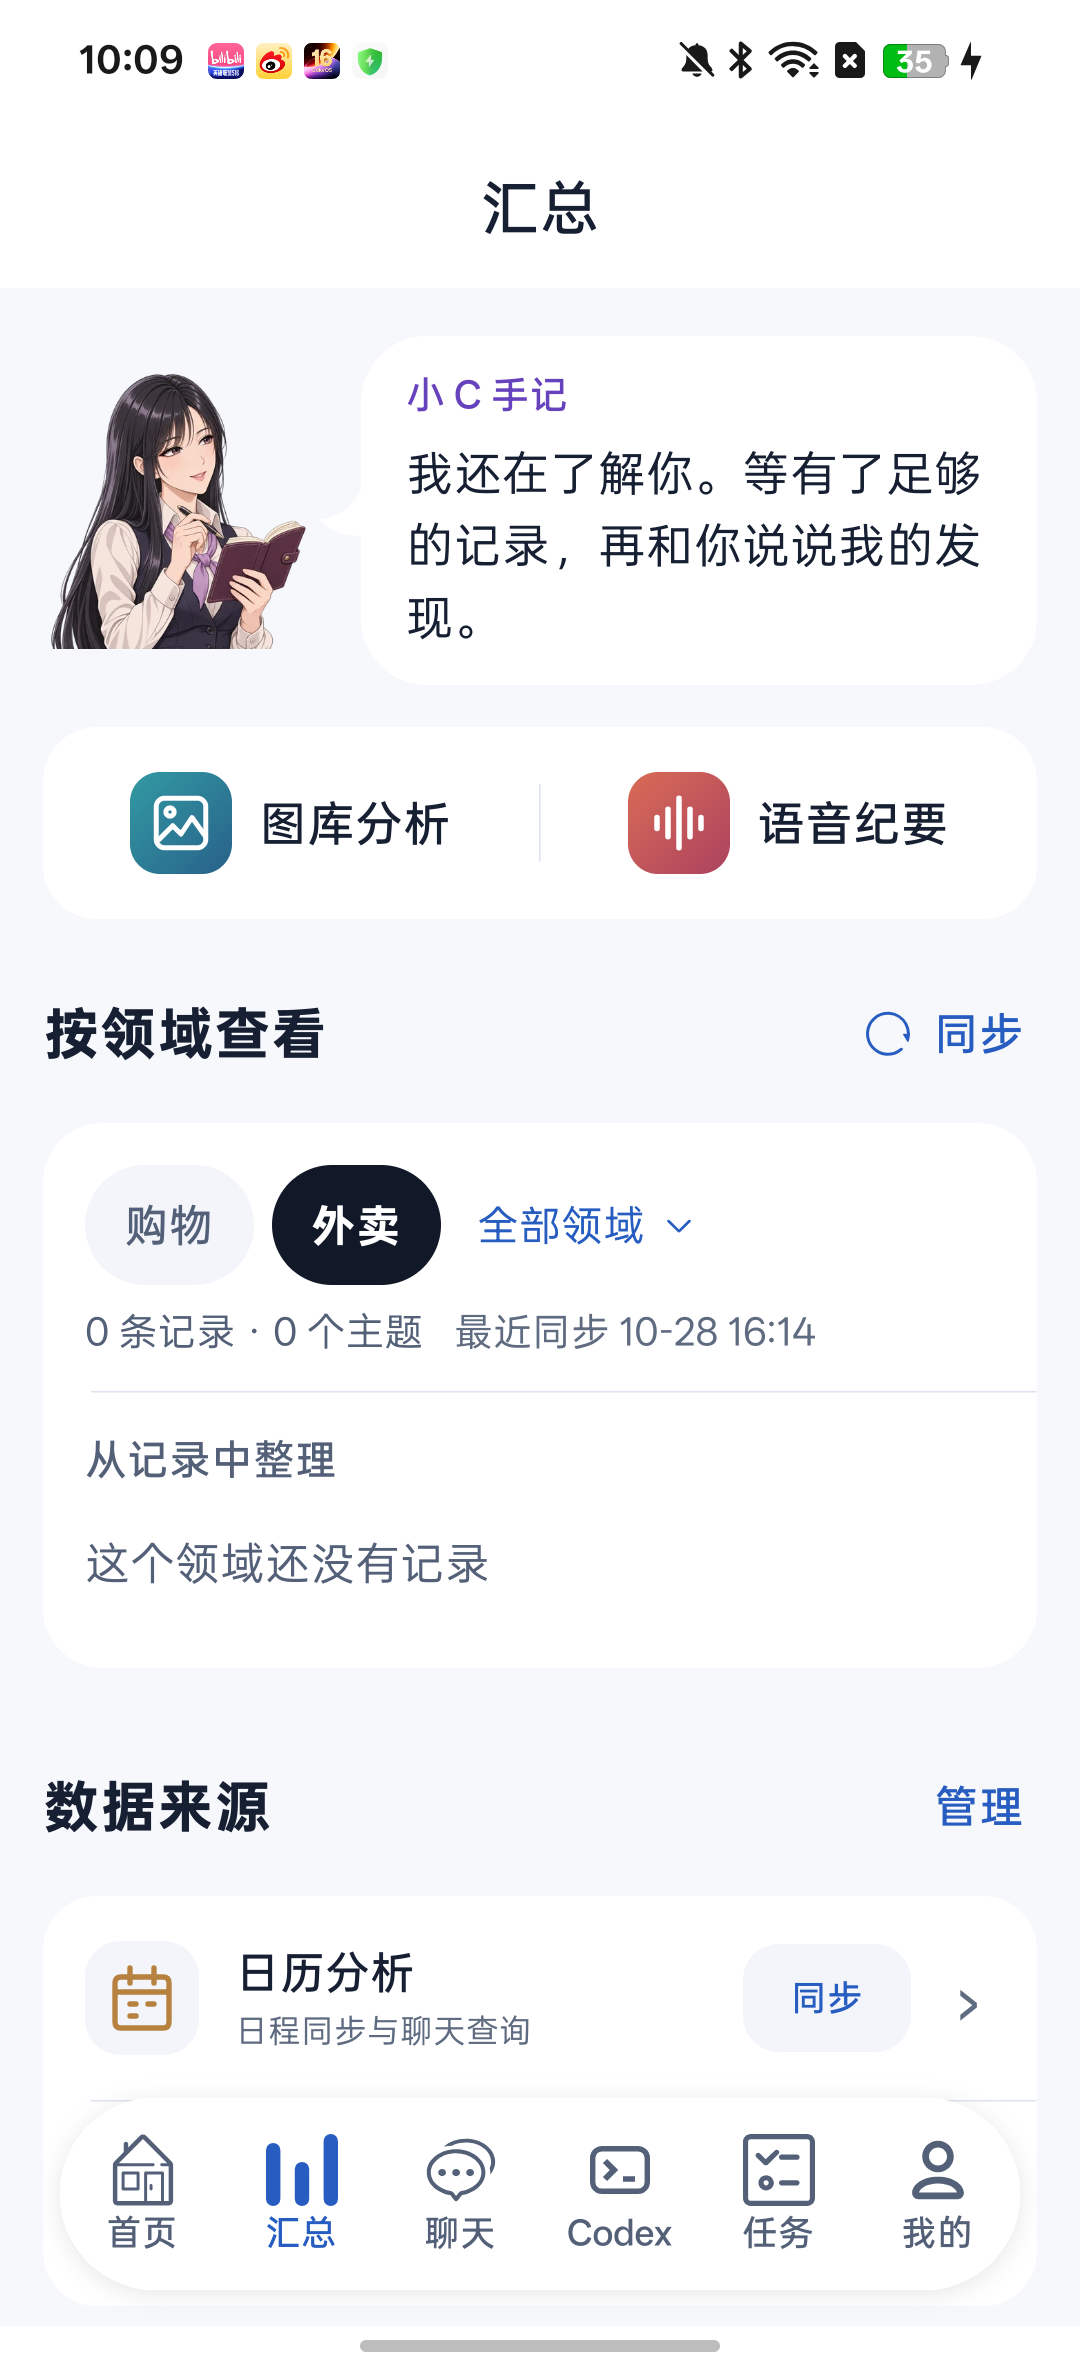 10:09
bilibili
16
35
汇总
小 C 手记
我还在了解你。等有了足够
的记录，再和你说说我的发
现。
图库分析
语音纪要
按领域查看
同步
购物
外卖
全部领域
0 条记录 · 0 个主题 最近同步 10-28 16:14
从记录中整理
这个领域还没有记录
数据来源
管理
日历分析
日程同步与聊天查询
同步
首页
汇总
聊天
Codex
任务
我的